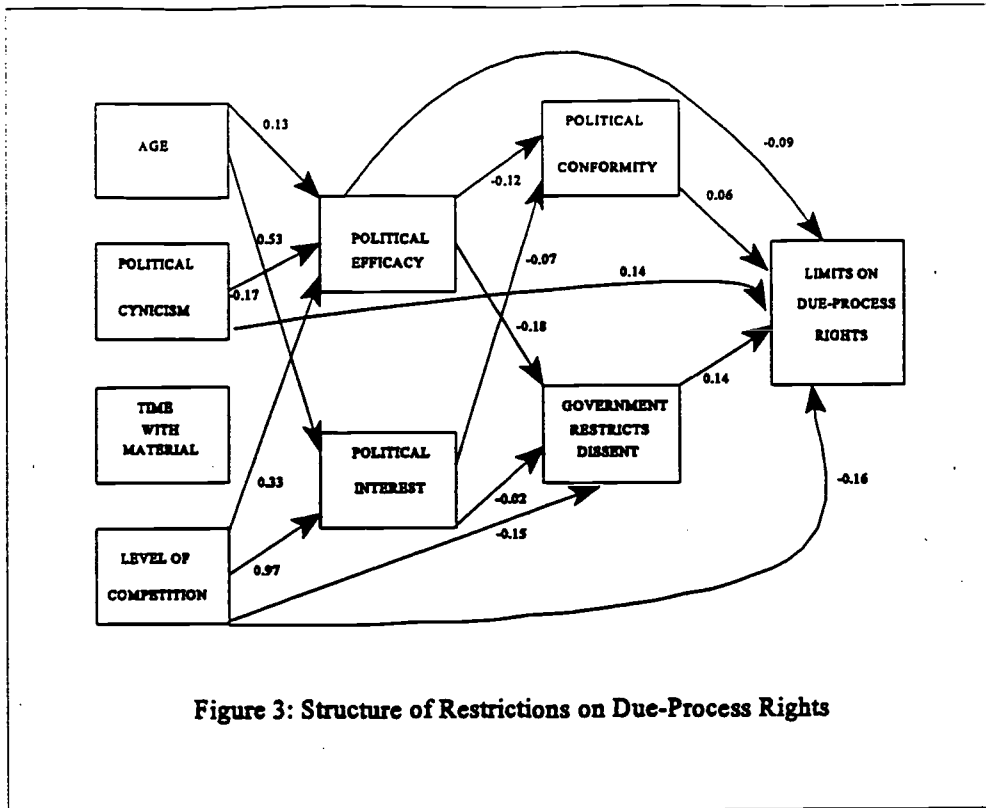 AGE
POLITICAL
CYNICISM
TIME
WITH
MATERIAL
LEVEL OF
COMPETITION
0.13
0.53
-0.17
0.33
0.97
POLITICAL
EFFICACY
POLITICAL
INTEREST
-0.12
-0.07
0.14
-0.18
-0.02
-0.15
POLITICAL
CONFORMITY
GOVERNMENT
RESTRICTS
DISSENT
-0.09
0.06
0.14
-0.16
LIMITS ON
DUE-PROCESS
RIGHTS
Figure 3: Structure of Restrictions on Due-Process Rights